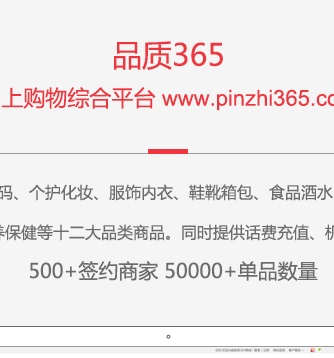 品质365
上购物综合平台 www.pinzhi365.co
码、个护化妆、服饰内衣、鞋靴箱包、食品酒水
养保健等十二大品类商品。同时提供话费充值、机
500+签约商家 50000+单品数量